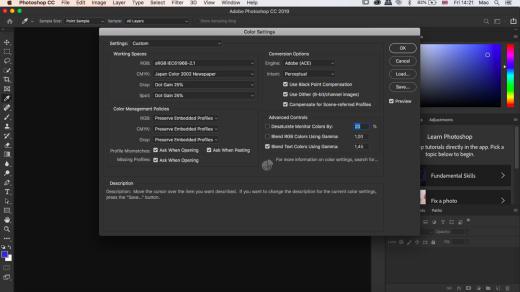 Photoshop CC File Edit Image Layer Type Select Filter 3D View Window Help Fri 14:21 Mac
Adobe Photoshop CC 2019
Sample Size: Point Sample Sample: All Layers Show Sampling Ring
Color Settings
Settings: Custom
OK
Cancel
Load...
Save...
Preview
Working Spaces
RGB: sRGB IEC61966-2.1
CMYK: Japan Color 2002 Newspaper
Gray: Dot Gain 25%
Spot: Dot Gain 25%
Color Management Policies
RGB: Preserve Embedded Profiles
CMYK: Preserve Embedded Profiles
Gray: Preserve Embedded Profiles
Profile Mismatches: Ask When Opening Ask When Pasting
Missing Profiles: Ask When Opening
Conversion Options
Engine: Adobe (ACE)
Intent: Perceptual
Use Black Point Compensation
Use Dither (8-bit/channel images)
Compensate for Scene-referred Profiles
Advanced Controls
Desaturate Monitor Colors By: 20 %
Blend RGB Colors Using Gamma: 1,00
Blend Text Colors Using Gamma: 1,45
For more information on color settings, search for...
Description
Description: Move the cursor over the item you want described. If you want to change the description for the current color settings,
press the "Save..." button.
Learn Photoshop
tutorials directly in the app. Pick a
topic below to begin.
Fundamental Skills
Fix a photo
Paths
Opacity:
Fill: